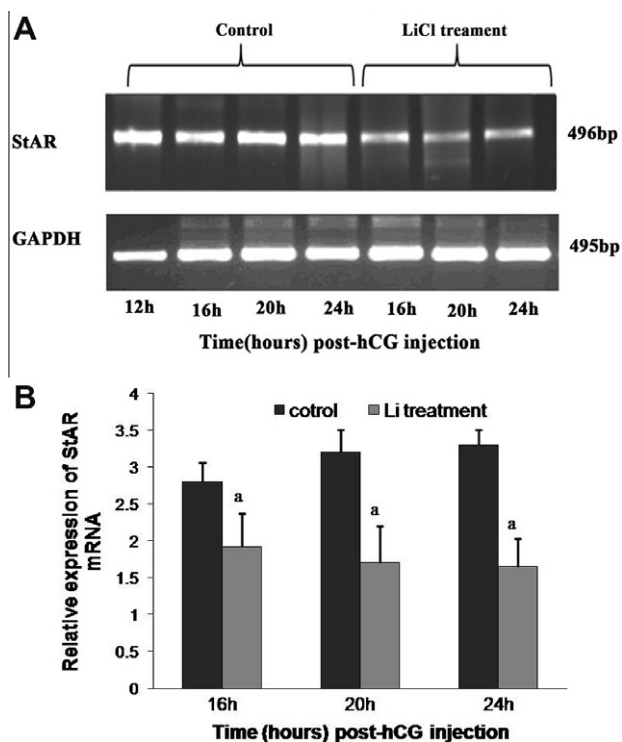 A
Control
LiCl treament
StAR
496bp
GAPDH
495bp
12h 16h 20h 24h 16h 20h 24h
Time(hours) post-hCG injection
B
4
cotrol Li treatment
3.5
3
2.5
2
1.5
1
0.5
0
Relative expression of StAR
mRNA
a
a
a
16h 20h 24h
Time (hours) post-hCG injection